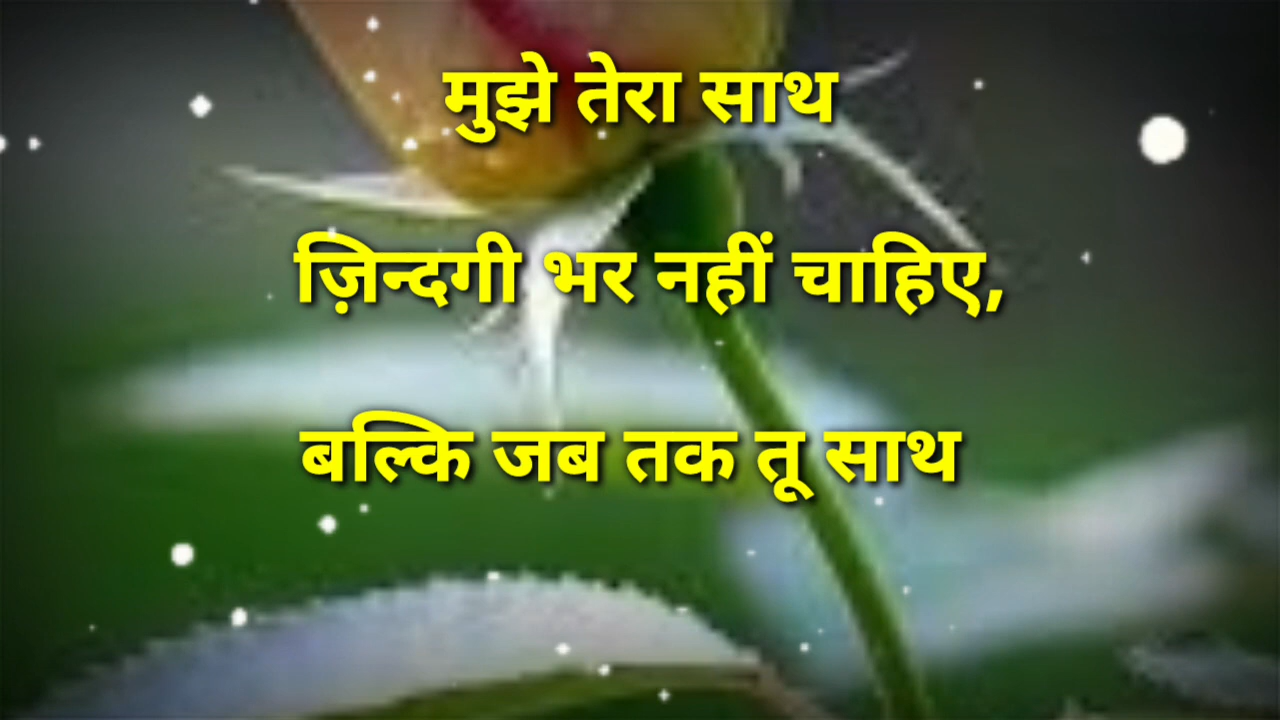 मुझे तेरा साथ
ज़िन्दगी भर नहीं चाहिए,
बल्कि जब तक तू साथ